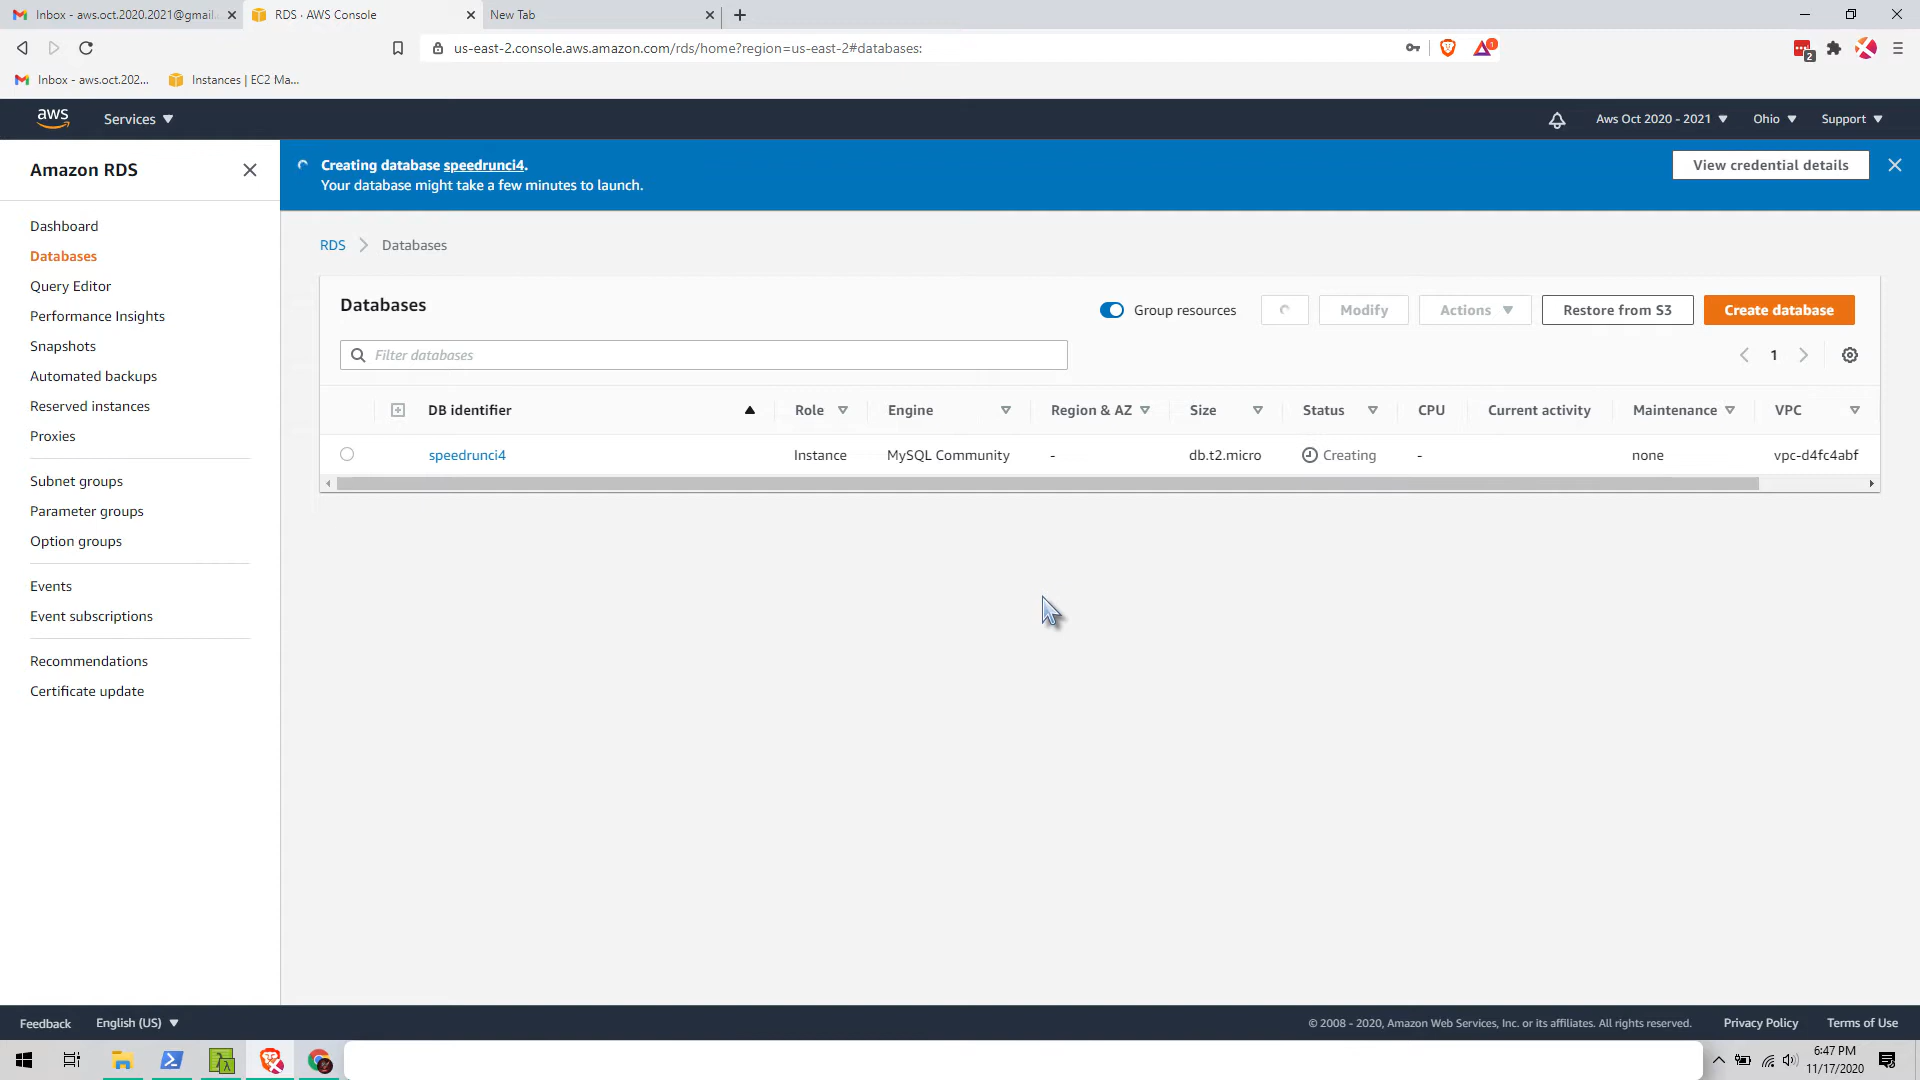 Inbox - aws.oct.2020.2021@gmail.
RDS · AWS Console
New Tab
us-east-2.console.aws.amazon.com/rds/home?region=us-east-2#databases:
1
2
Inbox - aws.oct.202...
Instances | EC2 Ma...
aws
Services
Aws Oct 2020 - 2021
Ohio
Support
Amazon RDS
Creating database speedrunci4.
Your database might take a few minutes to launch.
View credential details
Dashboard
Databases
Query Editor
Performance Insights
Snapshots
Automated backups
Reserved instances
Proxies
Subnet groups
Parameter groups
Option groups
Events
Event subscriptions
Recommendations
Certificate update
RDS
Databases
Databases
Group resources
Modify
Actions
Restore from S3
Create database
Filter databases
1
DB identifier
Role
Engine
Region & AZ
Size
Status
CPU
Current activity
Maintenance
VPC
speedrunci4
Instance
MySQL Community
-
db.t2.micro
Creating
-
none
vpc-d4fc4abf
Feedback
English (US)
© 2008 - 2020, Amazon Web Services, Inc. or its affiliates. All rights reserved.
Privacy Policy
Terms of Use
6:47 PM
11/17/2020